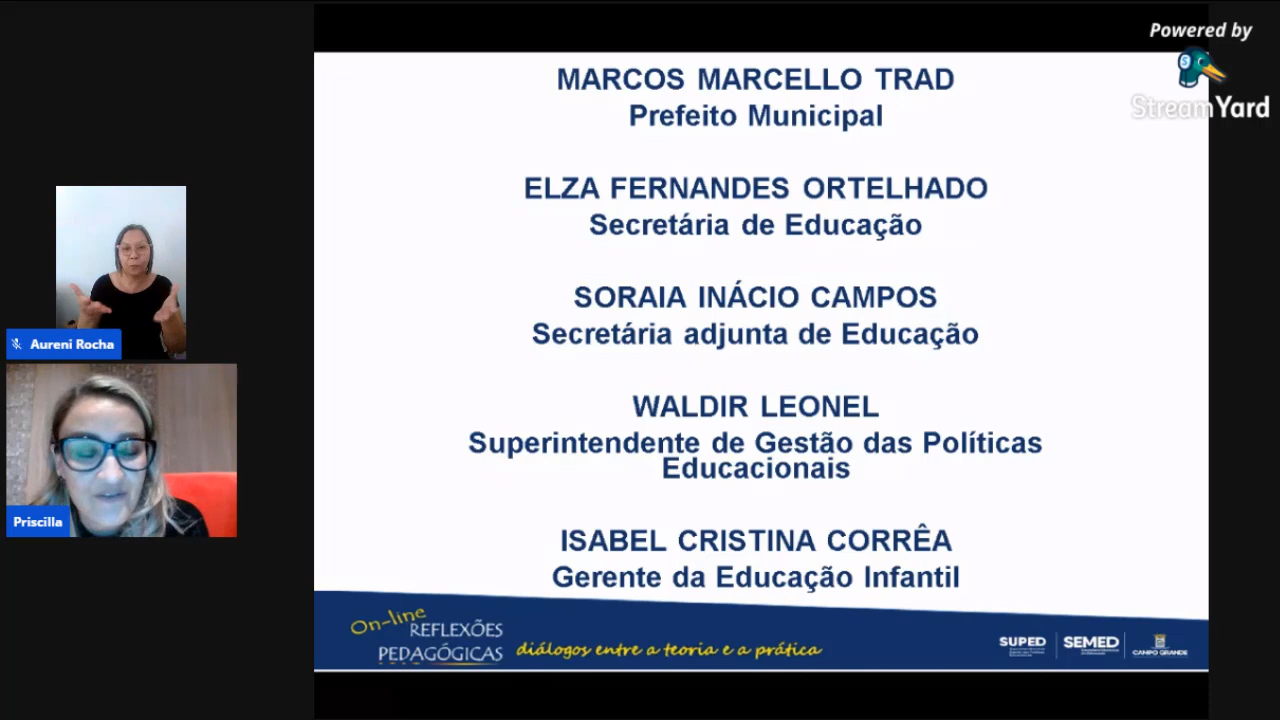 Powered by
StreamYard
MARCOS MARCELLO TRAD
Prefeito Municipal
ELZA FERNANDES ORTELHADO
Secretária de Educação
SORAIA INÁCIO CAMPOS
Secretária adjunta de Educação
WALDIR LEONEL
Superintendente de Gestão das Políticas
Educacionais
ISABEL CRISTINA CORRÊA
Gerente da Educação Infantil
Aureni Rocha
Priscilla
On-line
REFLEXÕES
PEDAGÓGICAS
diálogos entre a teoria e a prática
SUPED
SEMED
CAMPO GRANDE